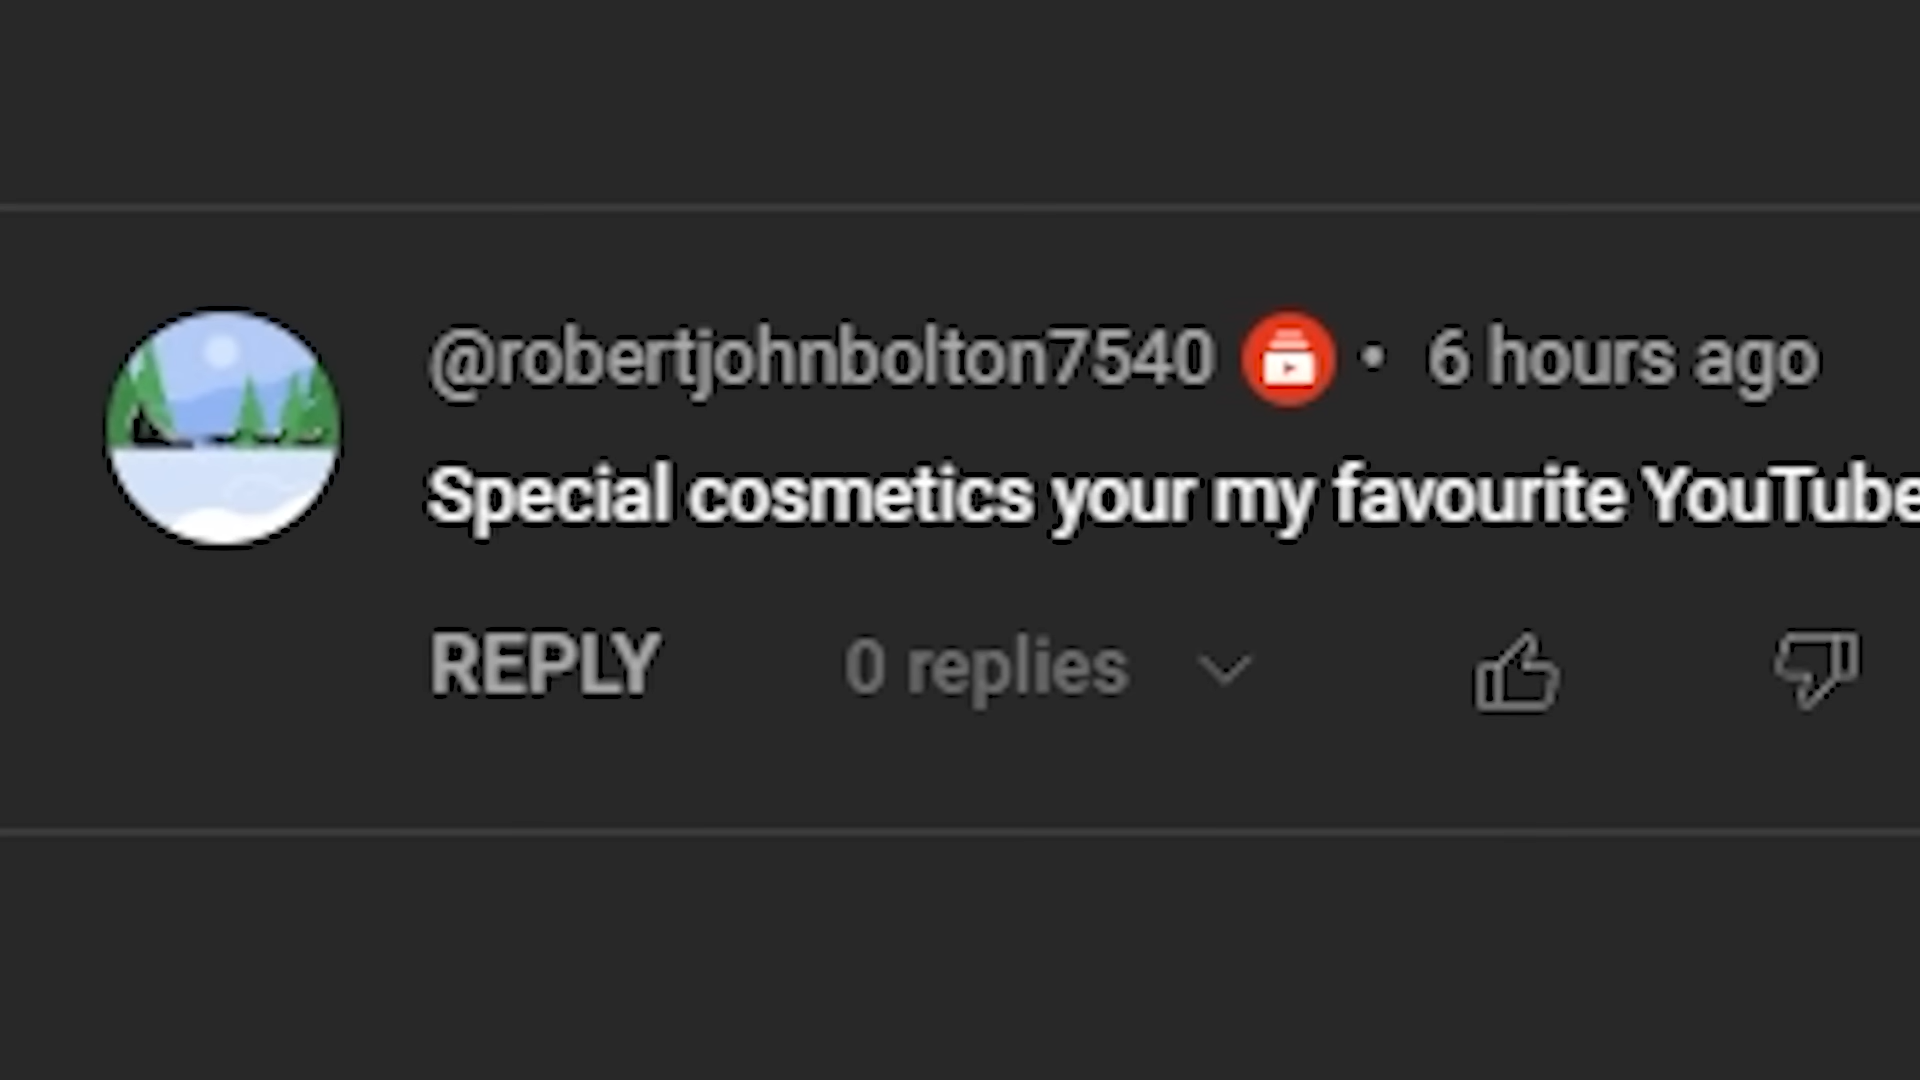 @robertjohnbolton7540 • 6 hours ago
Special cosmetics your my favourite YouTube
REPLY 0 replies